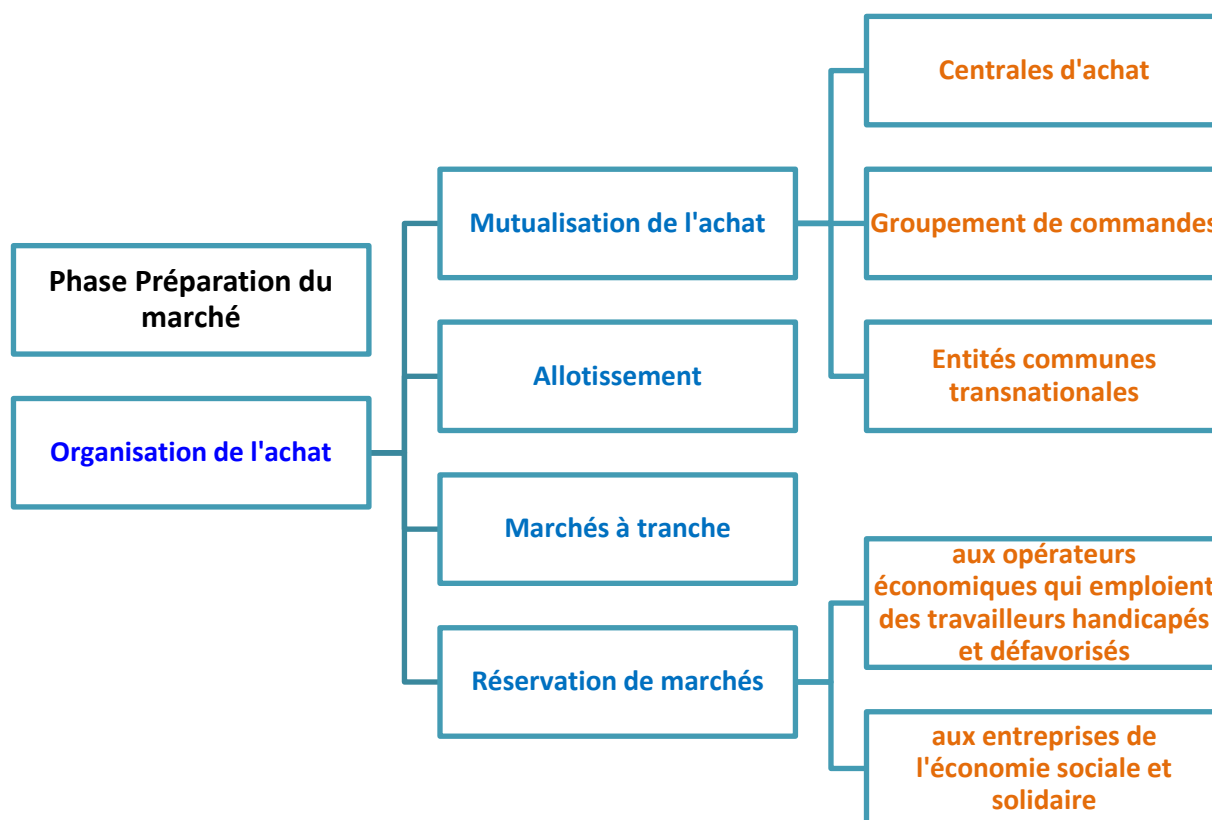 Phase Préparation du
marché
Organisation de l'achat
Mutualisation de l'achat
Allotissement
Marchés à tranche
Réservation de marchés
Centrales d'achat
Groupement de commandes
Entités communes
transnationales
aux opérateurs
économiques qui emploient
des travailleurs handicapés
et défavorisés
aux entreprises de
l'économie sociale et
solidaire